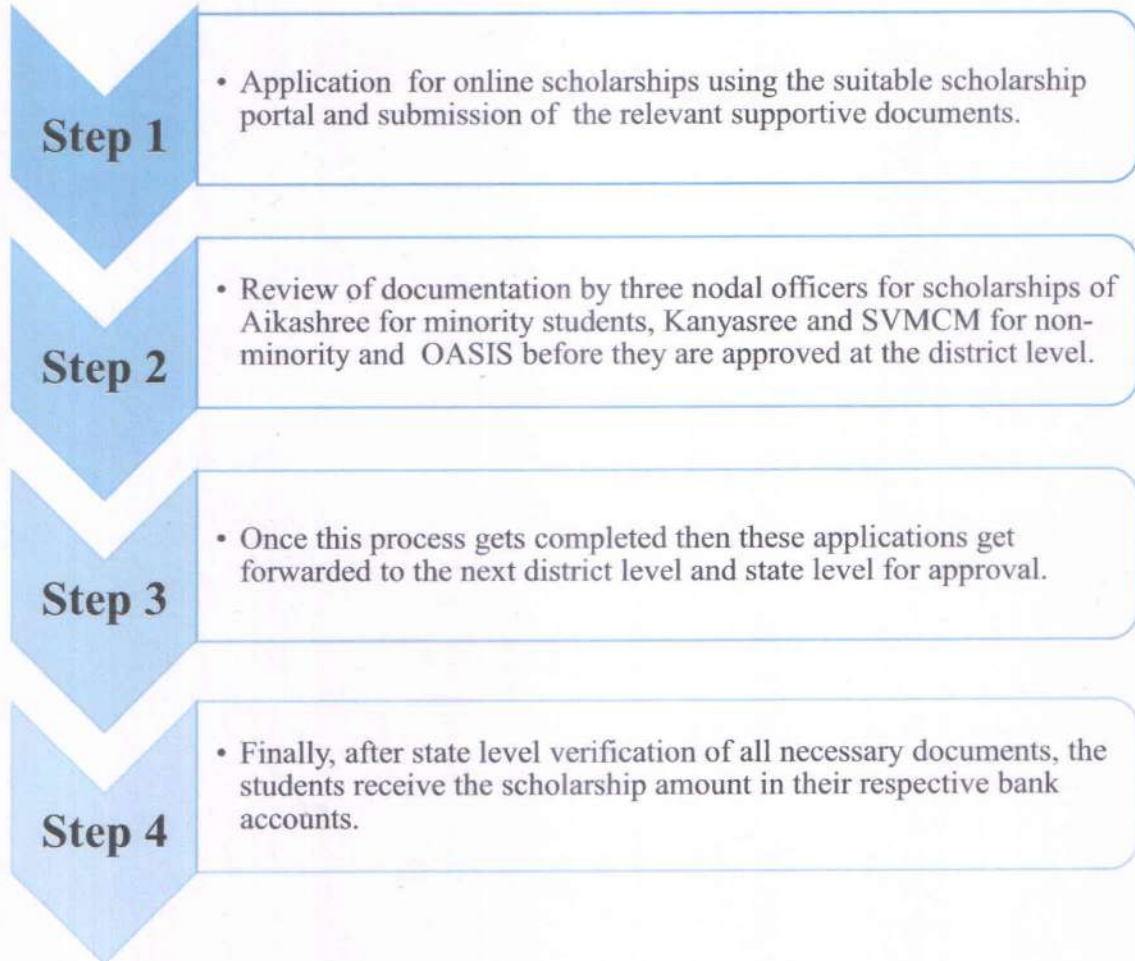 Step 1
• Application for online scholarships using the suitable scholarship
portal and submission of the relevant supportive documents.
Step 2
• Review of documentation by three nodal officers for scholarships of
Aikashree for minority students, Kanyasree and SVMCM for non-
minority and OASIS before they are approved at the district level.
Step 3
• Once this process gets completed then these applications get
forwarded to the next district level and state level for approval.
Step 4
• Finally, after state level verification of all necessary documents, the
students receive the scholarship amount in their respective bank
accounts.